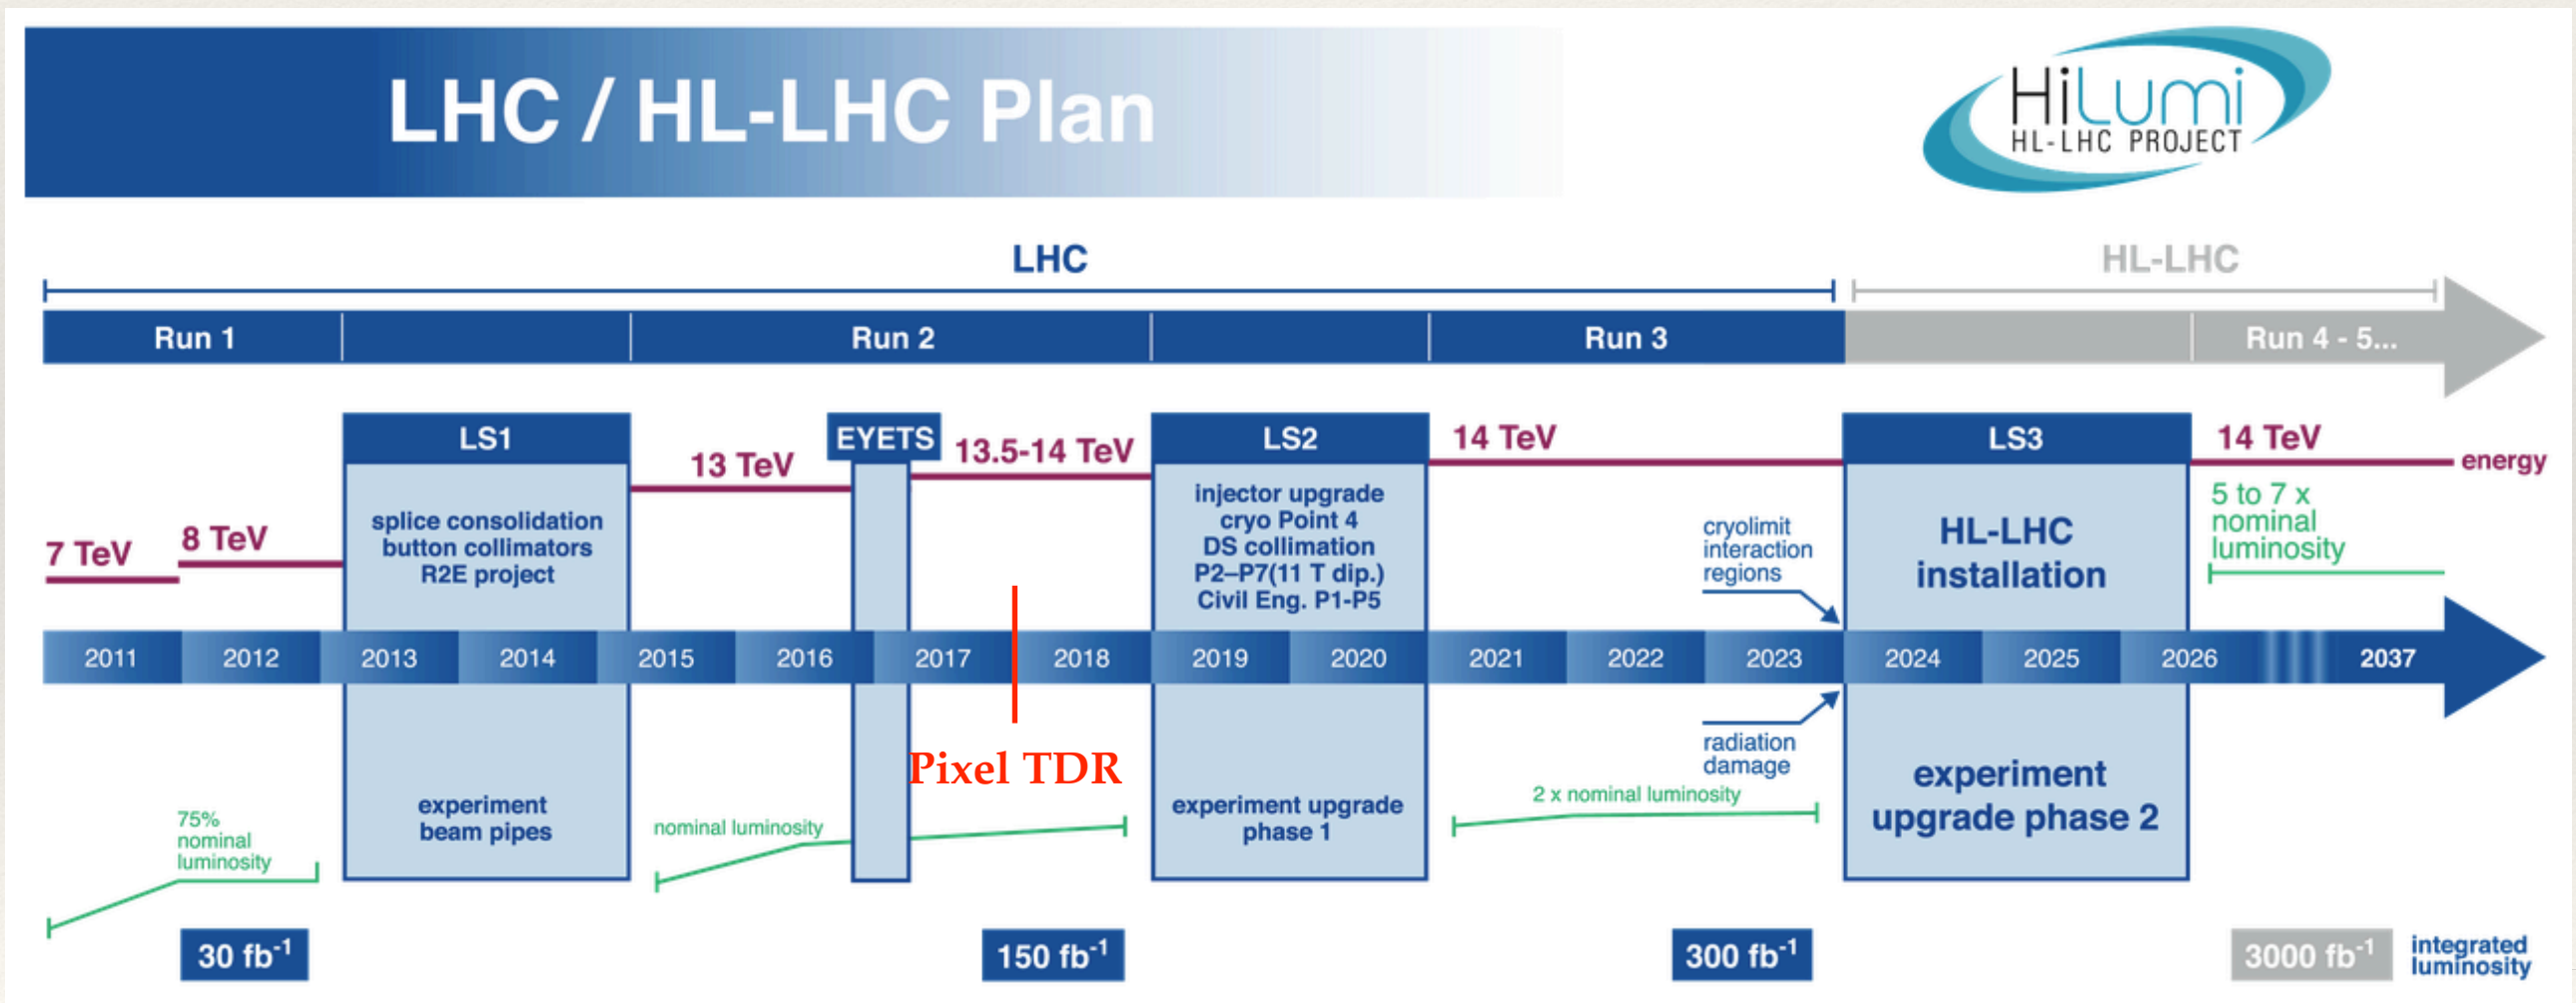 LHC / HL-LHC Plan
HiLumi
HL-LHC PROJECT
LHC
HL-LHC
Run 1
Run 2
Run 3
Run 4 - 5...
LS1
splice consolidation
button collimators
R2E project
EYETS
LS2
injector upgrade
cryo Point 4
DS collimation
P2–P7(11 T dip.)
Civil Eng. P1-P5
LS3
HL-LHC
installation
7 TeV
8 TeV
13 TeV
13.5-14 TeV
14 TeV
14 TeV
energy
5 to 7 x
nominal
luminosity
cryolimit
interaction
regions
2011
2012
2013
2014
2015
2016
2017
2018
2019
2020
2021
2022
2023
2024
2025
2026
2037
Pixel TDR
radiation
damage
75%
nominal
luminosity
experiment
beam pipes
nominal luminosity
experiment upgrade
phase 1
2 x nominal luminosity
experiment
upgrade phase 2
30 fb⁻¹
150 fb⁻¹
300 fb⁻¹
3000 fb⁻¹
integrated
luminosity